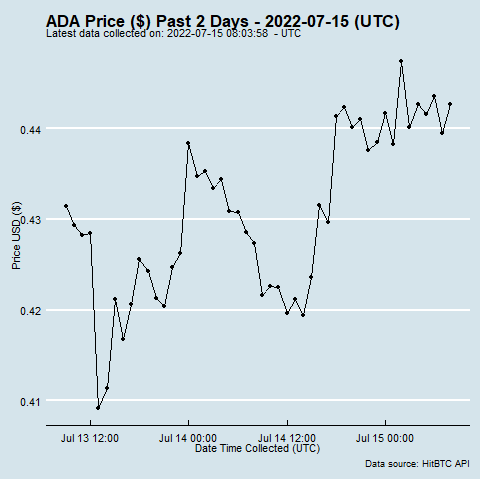 ADA Price ($) Past 2 Days - 2022-07-15 (UTC)
Latest data collected on: 2022-07-15 08:03:58 - UTC
Price USD ($)
0.44
0.43
0.42
0.41
Jul 13 12:00 Jul 14 00:00 Jul 14 12:00 Jul 15 00:00
Date Time Collected (UTC)
Data source: HitBTC API